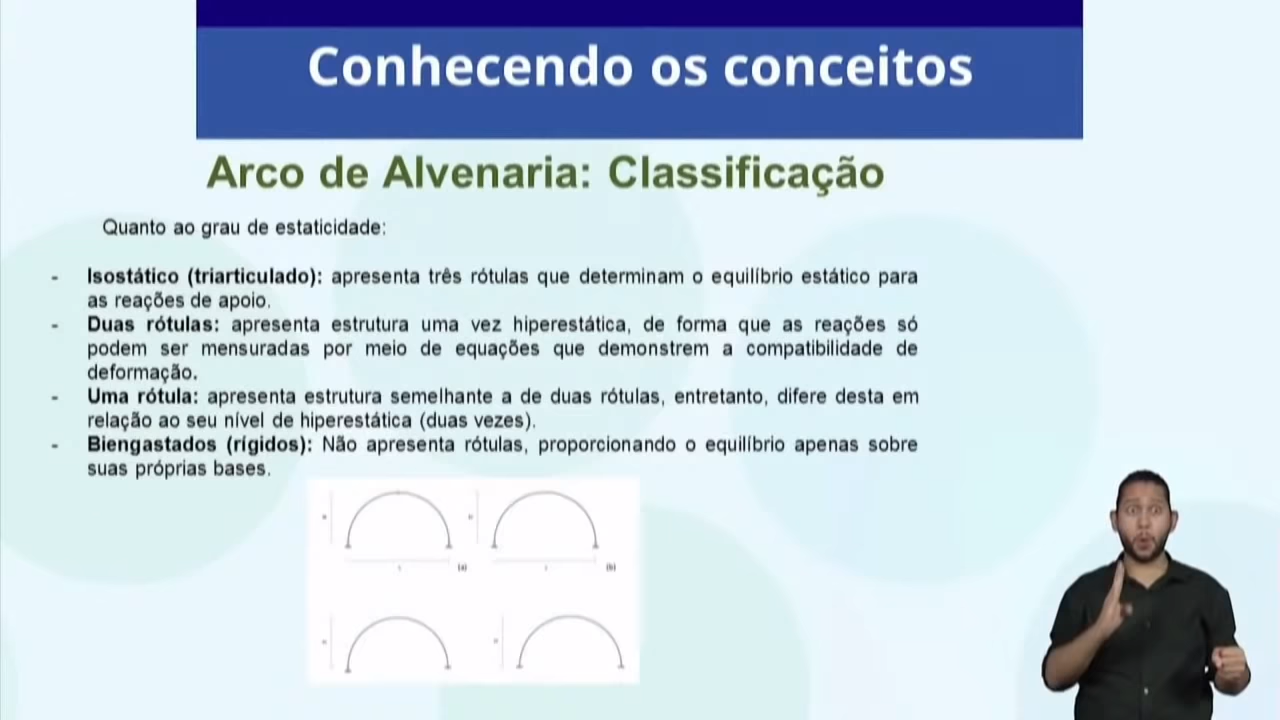 Conhecendo os conceitos
Arco de Alvenaria: Classificação
Quanto ao grau de estaticidade:
- Isostático (triarticulado): apresenta três rótulas que determinam o equilíbrio estático para
as reações de apoio.
- Duas rótulas: apresenta estrutura uma vez hiperestática, de forma que as reações só
podem ser mensuradas por meio de equações que demonstrem a compatibilidade de
deformação.
- Uma rótula: apresenta estrutura semelhante a de duas rótulas, entretanto, difere desta em
relação ao seu nível de hiperestática (duas vezes).
- Biengastados (rígidos): Não apresenta rótulas, proporcionando o equilíbrio apenas sobre
suas próprias bases.
(a) (b)